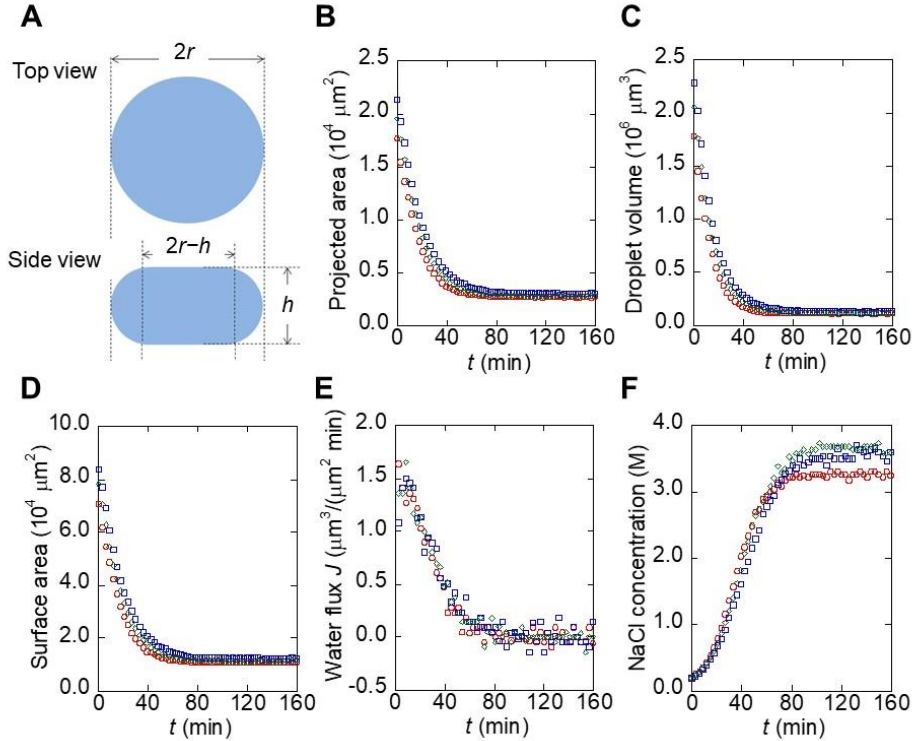 A
2r
Top view
2r−h
Side view
h
B
2.5
2.0
1.5
1.0
0.5
0.0
Projected area (10⁴ μm²)
0 40 80 120 160
t (min)
C
2.5
2.0
1.5
1.0
0.5
0.0
Droplet volume (10⁶ μm³)
0 40 80 120 160
t (min)
D
10.0
8.0
6.0
4.0
2.0
0.0
Surface area (10⁴ μm²)
0 40 80 120 160
t (min)
E
2.0
1.5
1.0
0.5
0.0
-0.5
Water flux J (μm³/(μm² min)
0 40 80 120 160
t (min)
F
4.0
3.0
2.0
1.0
0.0
NaCl concentration (M)
0 40 80 120 160
t (min)